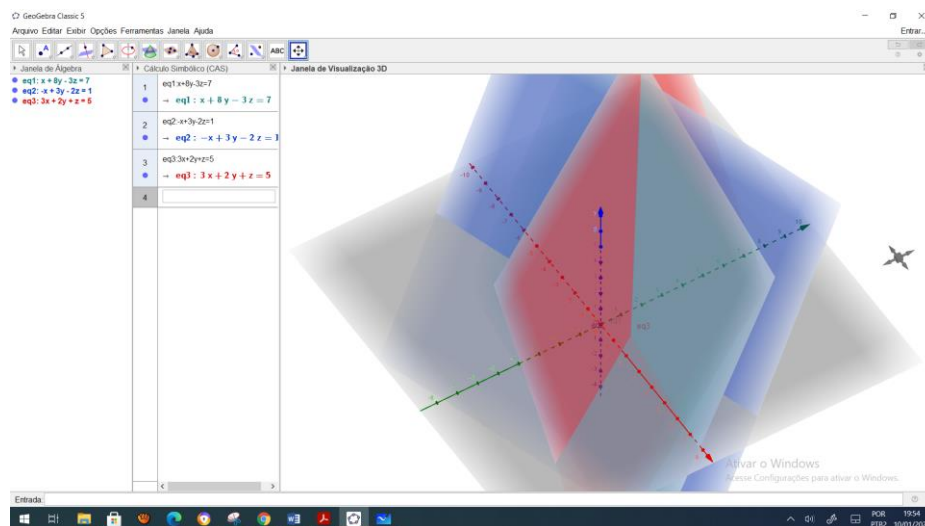 GeoGebra Classic 5
Entrar...
Arquivo Editar Exibir Opções Ferramentas Janela Ajuda
ABC
Janela de Álgebra
Cálculo Simbólico (CAS)
Janela de Visualização 3D
eq1: x + 8y - 3z = 7
eq2: -x + 3y - 2z = 1
eq3: 3x + 2y + z = 5
1
eq1:x+8y-3z=7
→ eq1 : x + 8 y − 3 z = 7
2
eq2:-x+3y-2z=1
→ eq2 : −x + 3 y − 2 z = 1
3
eq3:3x+2y+z=5
→ eq3 : 3 x + 2 y + z = 5
4
eq3
Ativar o Windows
Acesse Configurações para ativar o Windows.
Entrada:
POR
PTB2
19:54